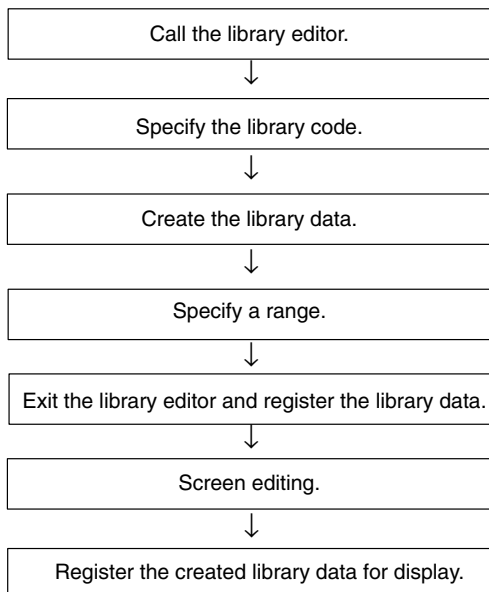 Call the library editor.
Specify the library code.
Create the library data.
Specify a range.
Exit the library editor and register the library data.
Screen editing.
Register the created library data for display.